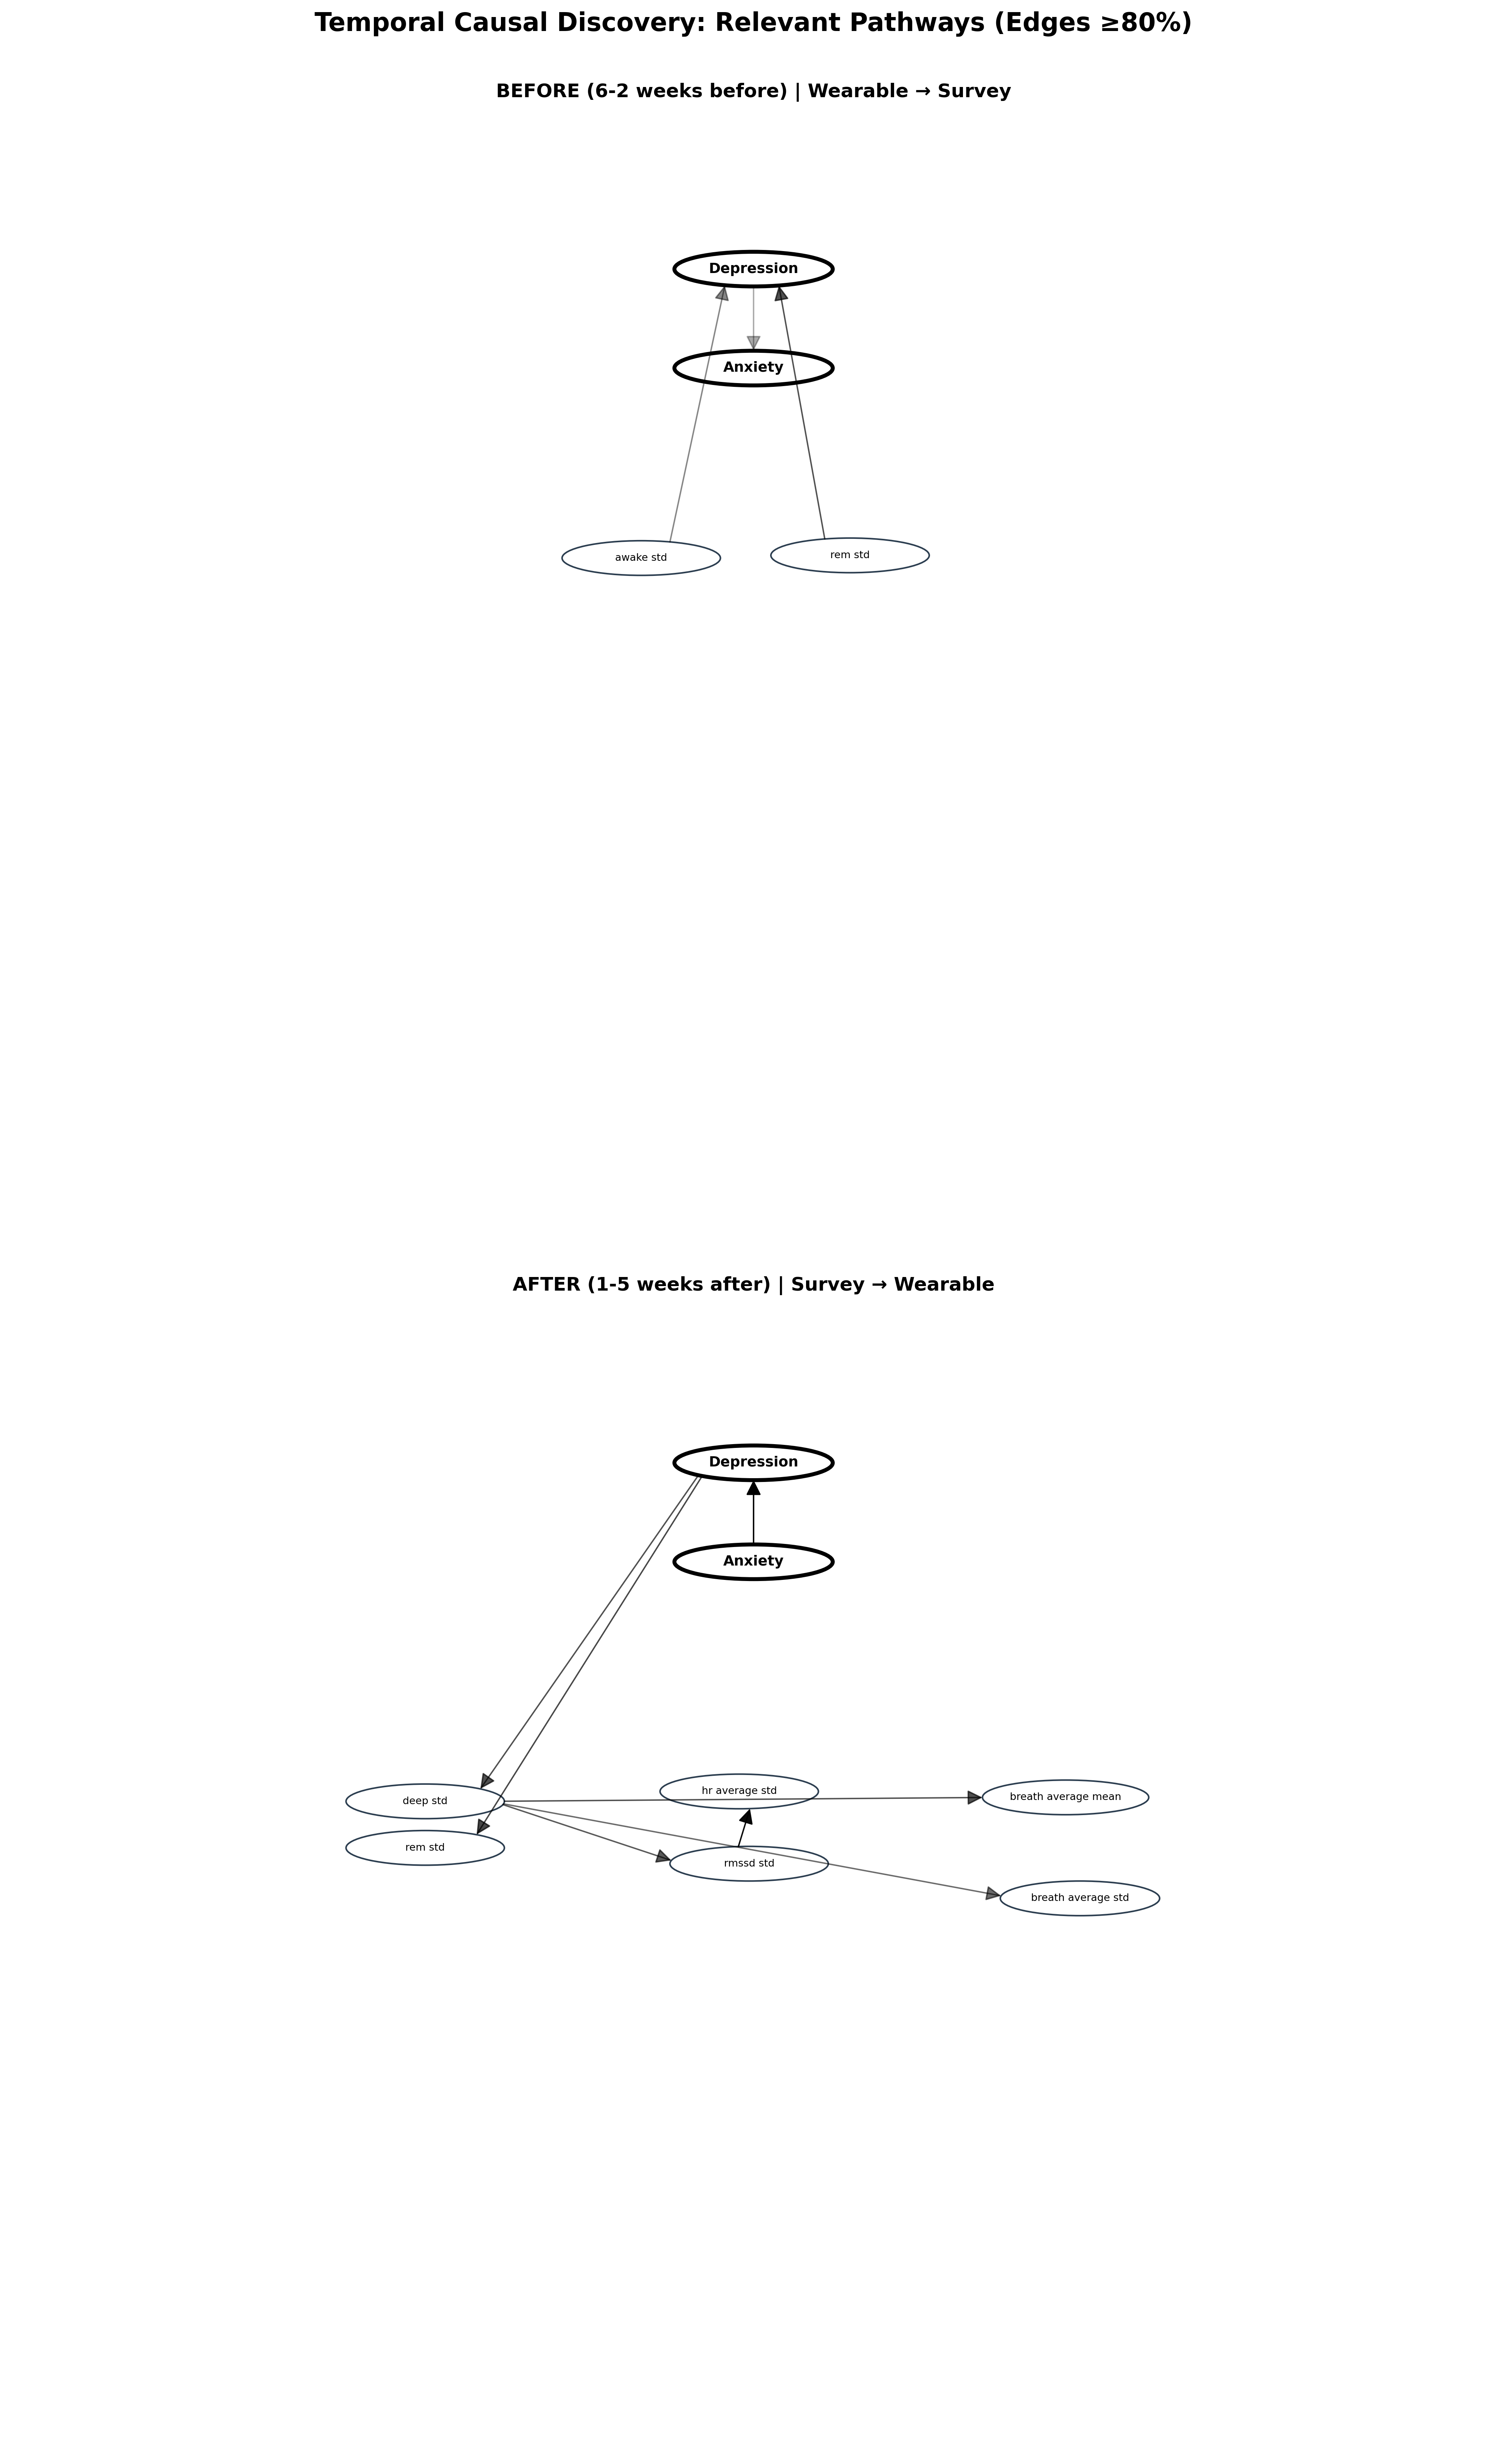 Temporal Causal Discovery: Relevant Pathways (Edges ≥80%)
BEFORE (6-2 weeks before) | Wearable → Survey
Depression
Anxiety
awake std
rem std
AFTER (1-5 weeks after) | Survey → Wearable
Depression
Anxiety
hr average std
breath average mean
deep std
rem std
rmssd std
breath average std